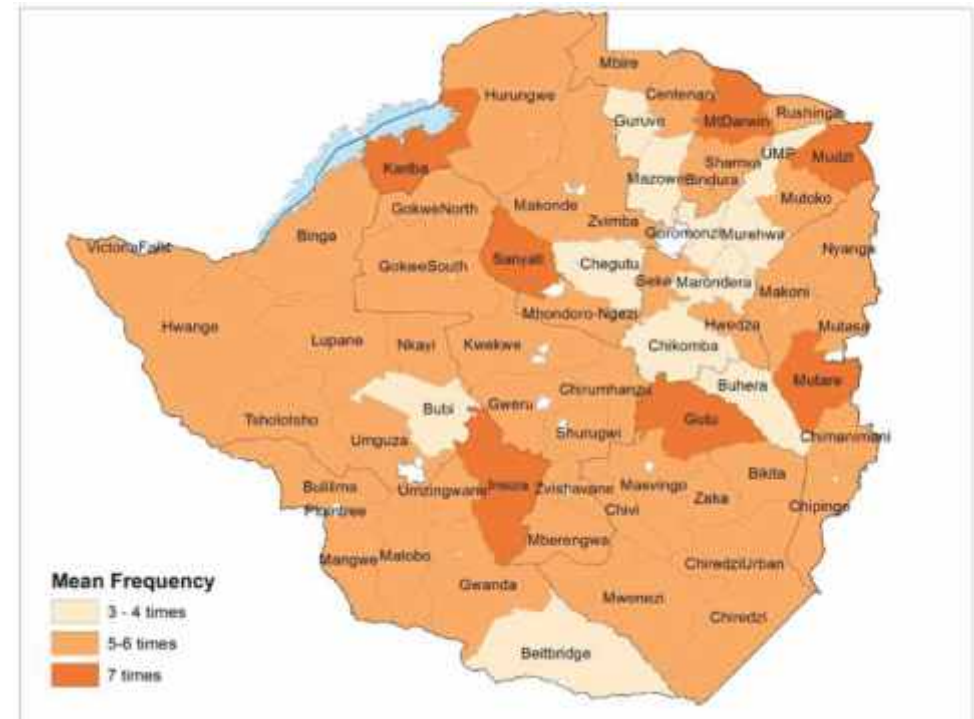 Mbire
Hurungwe
Centenary
Guruve
MtDarwin
Rushinga
UMP
Shamva
Mudzi
Kariba
Mazowe
Bindura
Mutoko
GokweNorth
Makonde
Zvimba
Goromonzi
Murehwa
Nyanga
Binga
VictoriaFalls
GokweSouth
Sanyati
Chegutu
Seke
Marondera
Makoni
Mhondoro-Ngezi
Hwedza
Mutasa
Hwange
Lupane
Nkayi
Kwekwe
Chikomba
Buhera
Mutare
Chirumhanzu
Bubi
Gweru
Gutu
Tsholotsho
Umguza
Shurugwi
Chimanimani
Bulilima
Umzingwane
Insiza
Zvishavane
Masvingo
Bikita
Zaka
Chivi
Chipinge
Plumtree
Mberengwa
Mangwe
Matobo
ChiredziUrban
Gwanda
Mwenezi
Chiredzi
Beitbridge
Mean Frequency
3 - 4 times
5-6 times
7 times